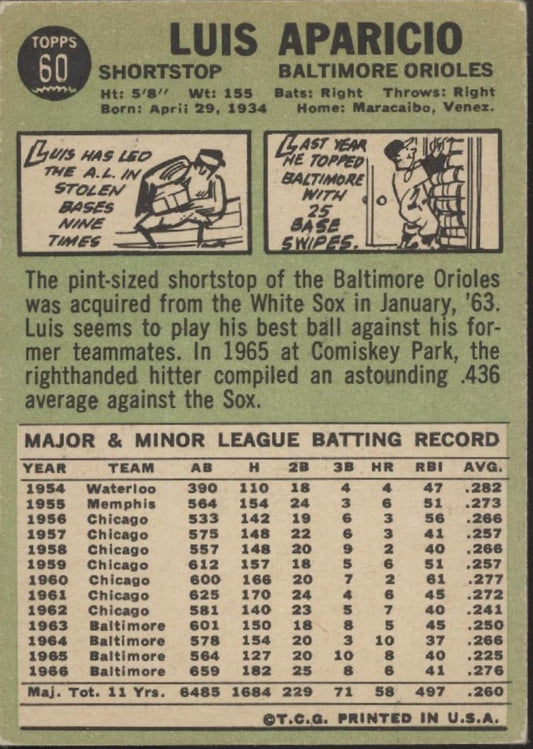 TOPPS
60
LUIS APARICIO
SHORTSTOP BALTIMORE ORIOLES
Ht: 5'8" Wt: 155 Bats: Right Throws: Right
Born: April 29, 1934 Home: Maracaibo, Venez.
LUIS HAS LED
THE A.L. IN
STOLEN
BASES
NINE
TIMES
LAST YEAR
HE TOPPED
BALTIMORE
WITH
25
BASE
SWIPES.
The pint-sized shortstop of the Baltimore Orioles
was acquired from the White Sox in January, '63.
Luis seems to play his best ball against his for-
mer teammates. In 1965 at Comiskey Park, the
righthanded hitter compiled an astounding .436
average against the Sox.
MAJOR & MINOR LEAGUE BATTING RECORD
YEAR TEAM AB H 2B 3B HR RBI AVG.
1954 Waterloo 390 110 18 4 4 47 .282
1955 Memphis 564 154 24 3 6 51 .273
1956 Chicago 533 142 19 6 3 56 .266
1957 Chicago 575 148 22 6 3 41 .257
1958 Chicago 557 148 20 9 2 40 .266
1959 Chicago 612 157 18 5 6 51 .257
1960 Chicago 600 166 20 7 2 61 .277
1961 Chicago 625 170 24 4 6 45 .272
1962 Chicago 581 140 23 5 7 40 .241
1963 Baltimore 601 150 18 8 5 45 .250
1964 Baltimore 578 154 20 3 10 37 .266
1965 Baltimore 564 127 20 10 8 40 .225
1966 Baltimore 659 182 25 8 6 41 .276
Maj. Tot. 11 Yrs. 6485 1684 229 71 58 497 .260
©T.C.G. PRINTED IN U.S.A.